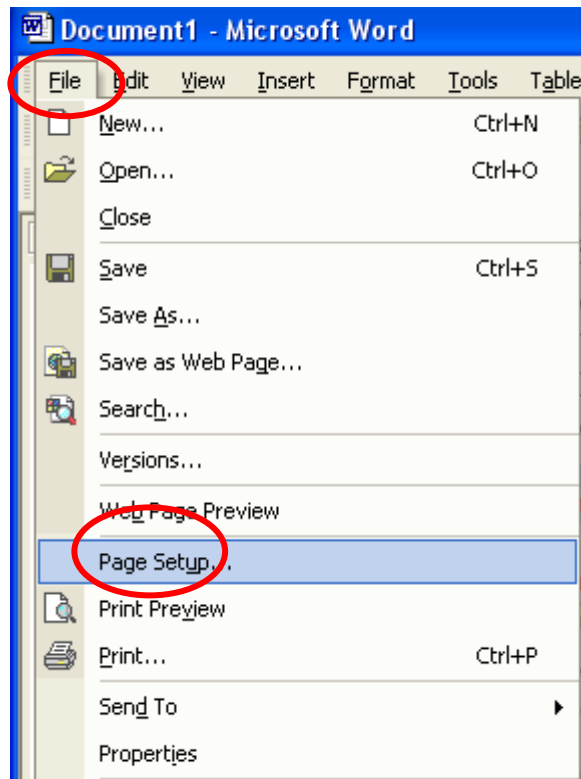 Document1 - Microsoft Word
File Edit View Insert Format Tools Table
New... Ctrl+N
Open... Ctrl+O
Close
Save Ctrl+S
Save As...
Save as Web Page...
Search...
Versions...
Web Page Preview
Page Setup...
Print Preview
Print... Ctrl+P
Send To
Properties